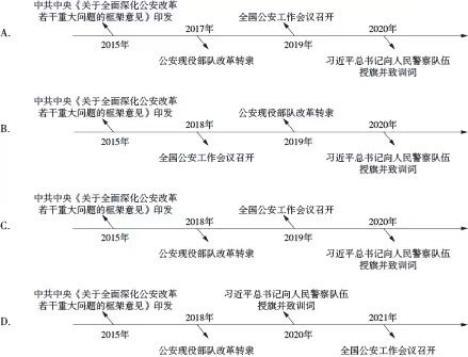 中共中央《关于全面深化公安改革
若干重大问题的框架意见》印发
2017年
全国公安工作会议召开
2020年
A.
2015年
公安现役部队改革转隶
2019年
习近平总书记向人民警察队伍
授旗并致训词
中共中央《关于全面深化公安改革
若干重大问题的框架意见》印发
2018年
公安现役部队改革转隶
2020年
B.
2015年
全国公安工作会议召开
2019年
习近平总书记向人民警察队伍
授旗并致训词
中共中央《关于全面深化公安改革
若干重大问题的框架意见》印发
2018年
全国公安工作会议召开
2020年
C.
2015年
公安现役部队改革转隶
2019年
习近平总书记向人民警察队伍
授旗并致训词
中共中央《关于全面深化公安改革
若干重大问题的框架意见》印发
2018年
习近平总书记向人民警察队伍
授旗并致训词
2021年
D.
2015年
公安现役部队改革转隶
2020年
全国公安工作会议召开